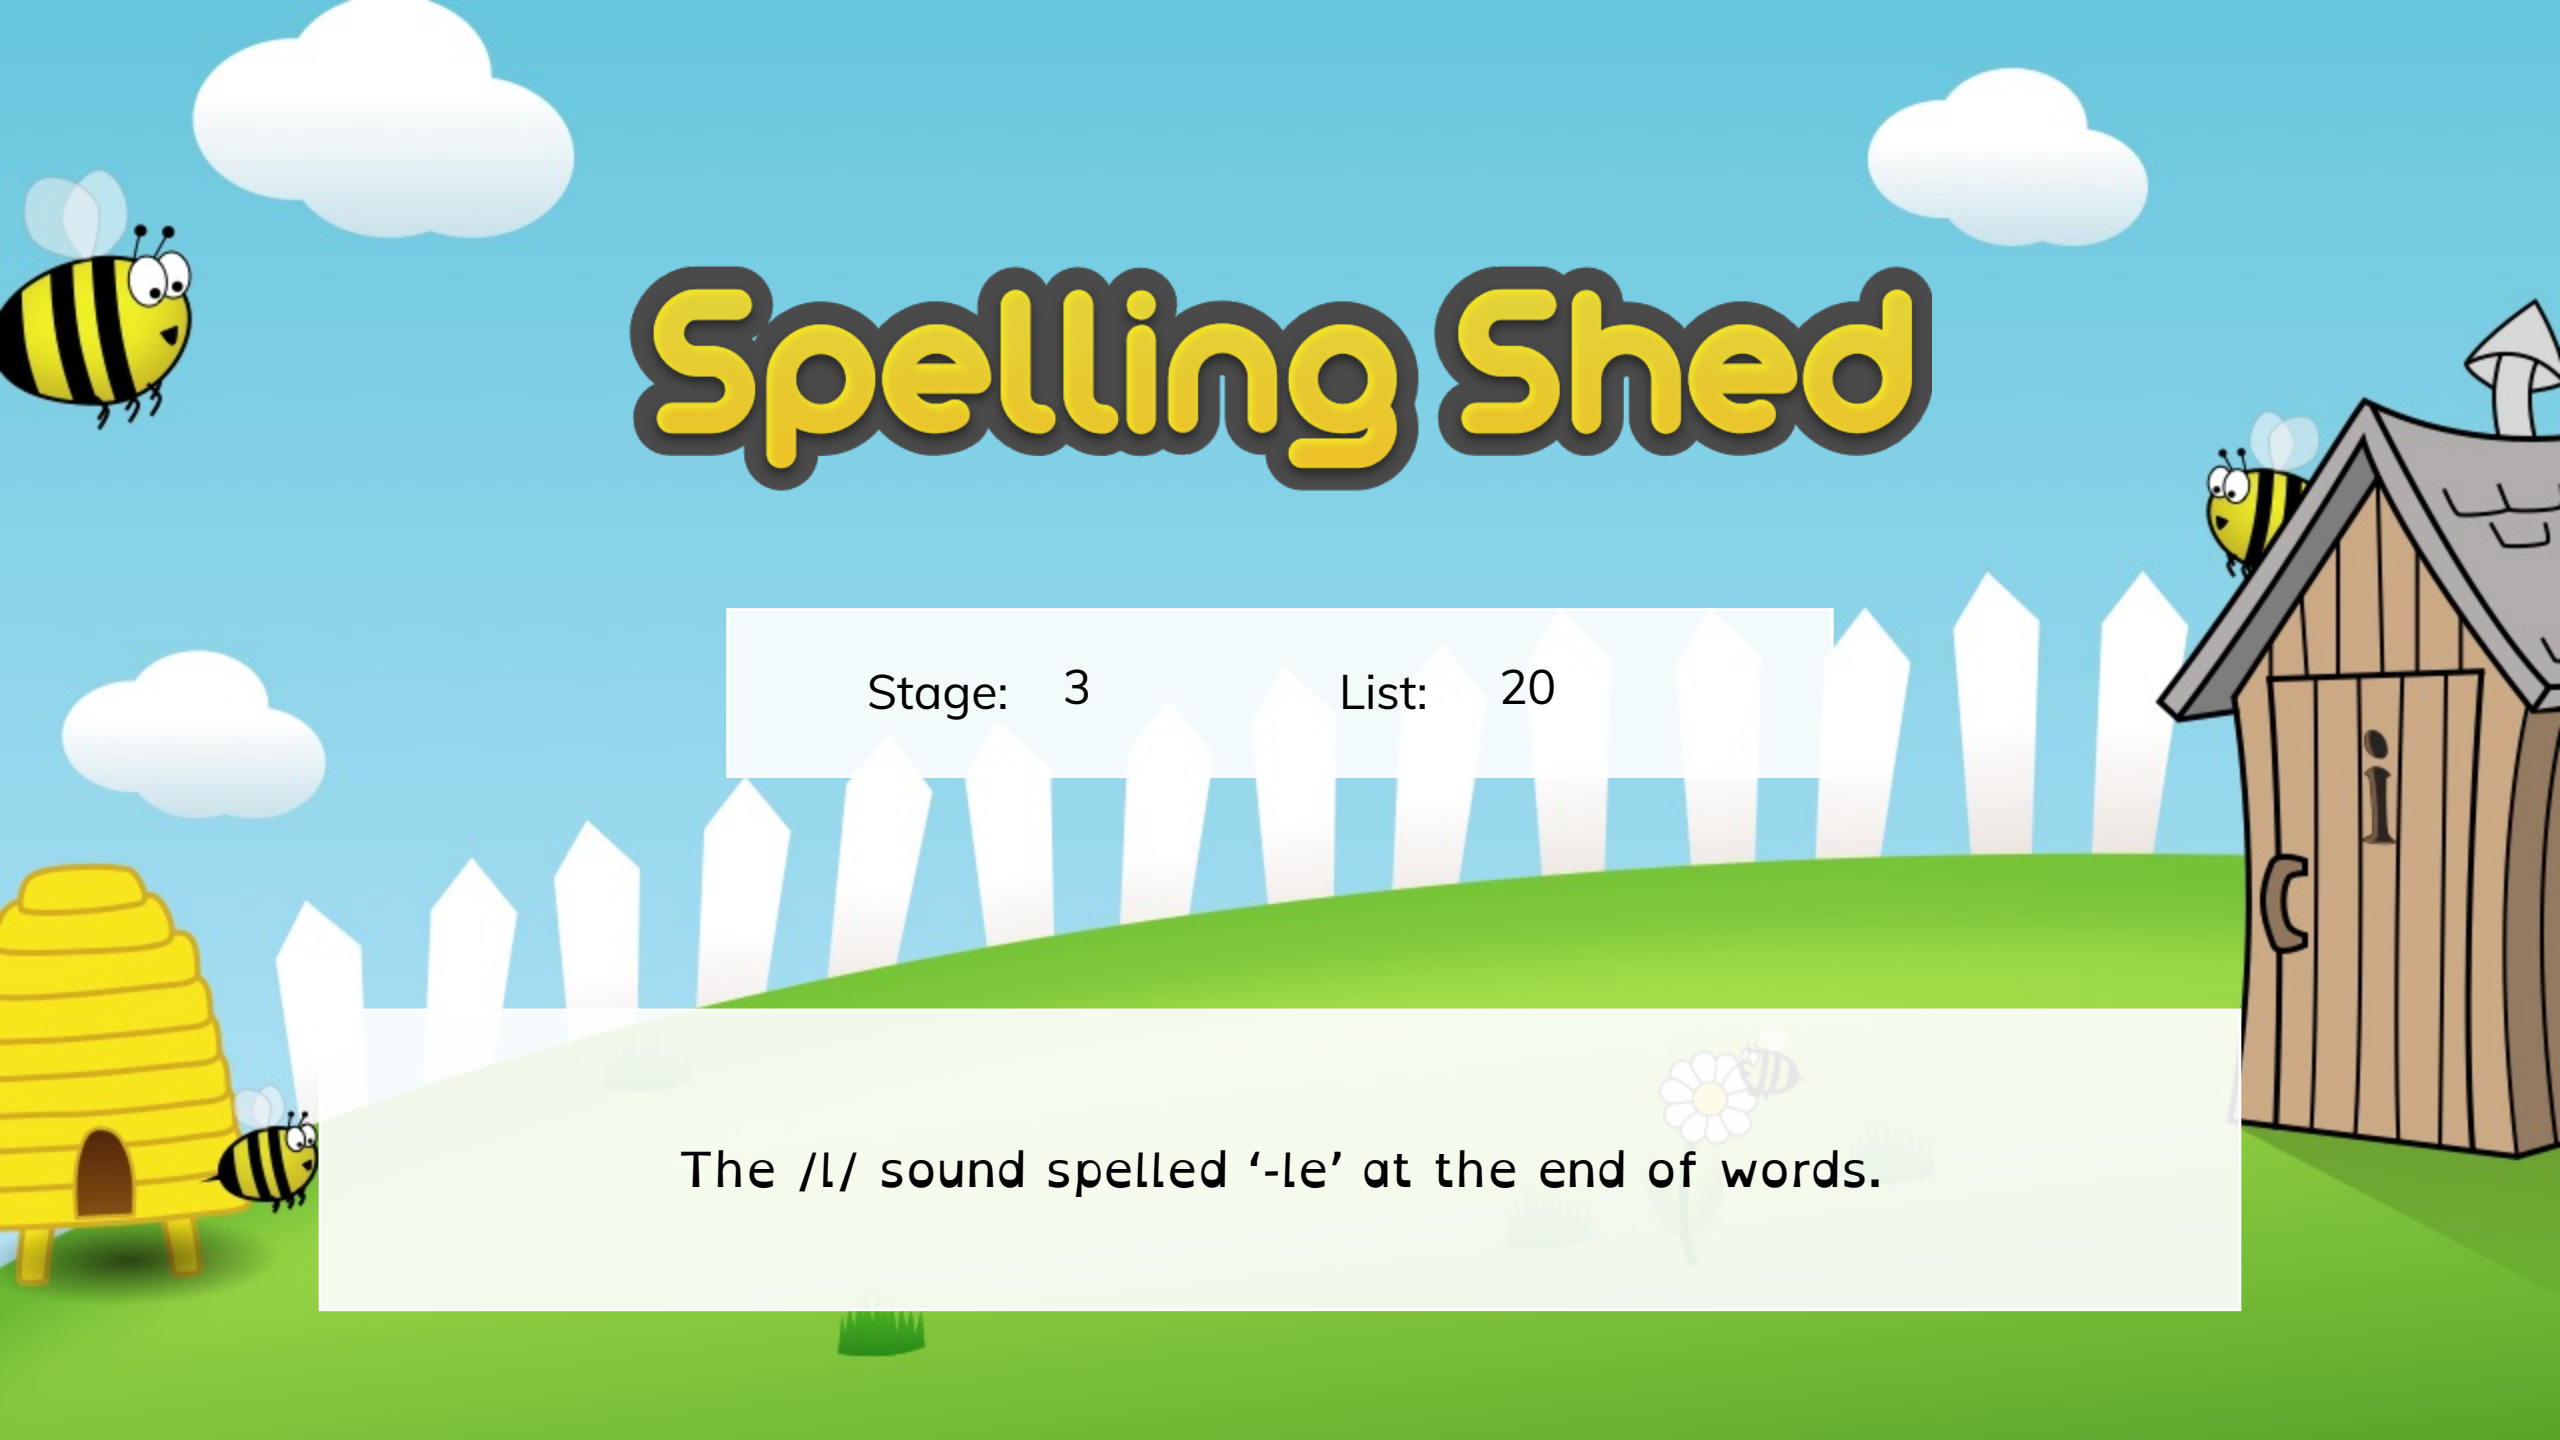 Spelling Shed
Stage: 3 List: 20
i
The /l/ sound spelled ‘-le’ at the end of words.